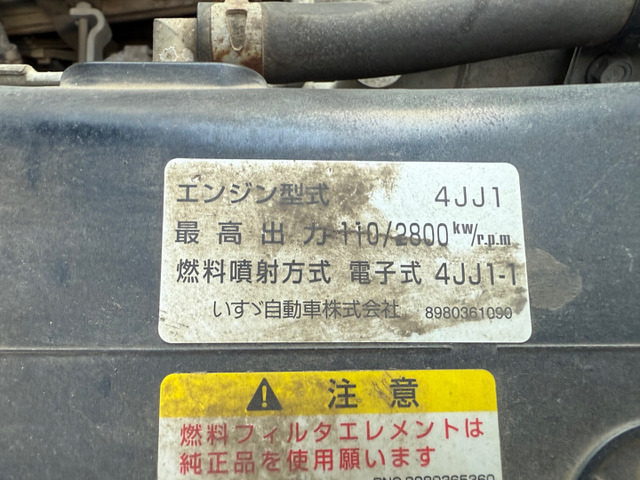 エンジン型式 4JJ1
最高出力 110/2800 kw/r.p.m
燃料噴射方式 電子式 4JJ1-1
いすゞ自動車株式会社 8980361090
注意
燃料フィルタエレメントは
純正品を使用願います